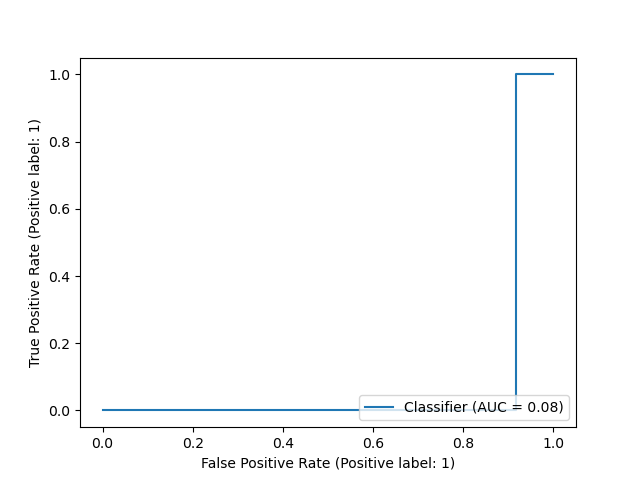 1.0
0.8
0.6
0.4
0.2
0.0
True Positive Rate (Positive label: 1)
Classifier (AUC = 0.08)
0.0 0.2 0.4 0.6 0.8 1.0
False Positive Rate (Positive label: 1)